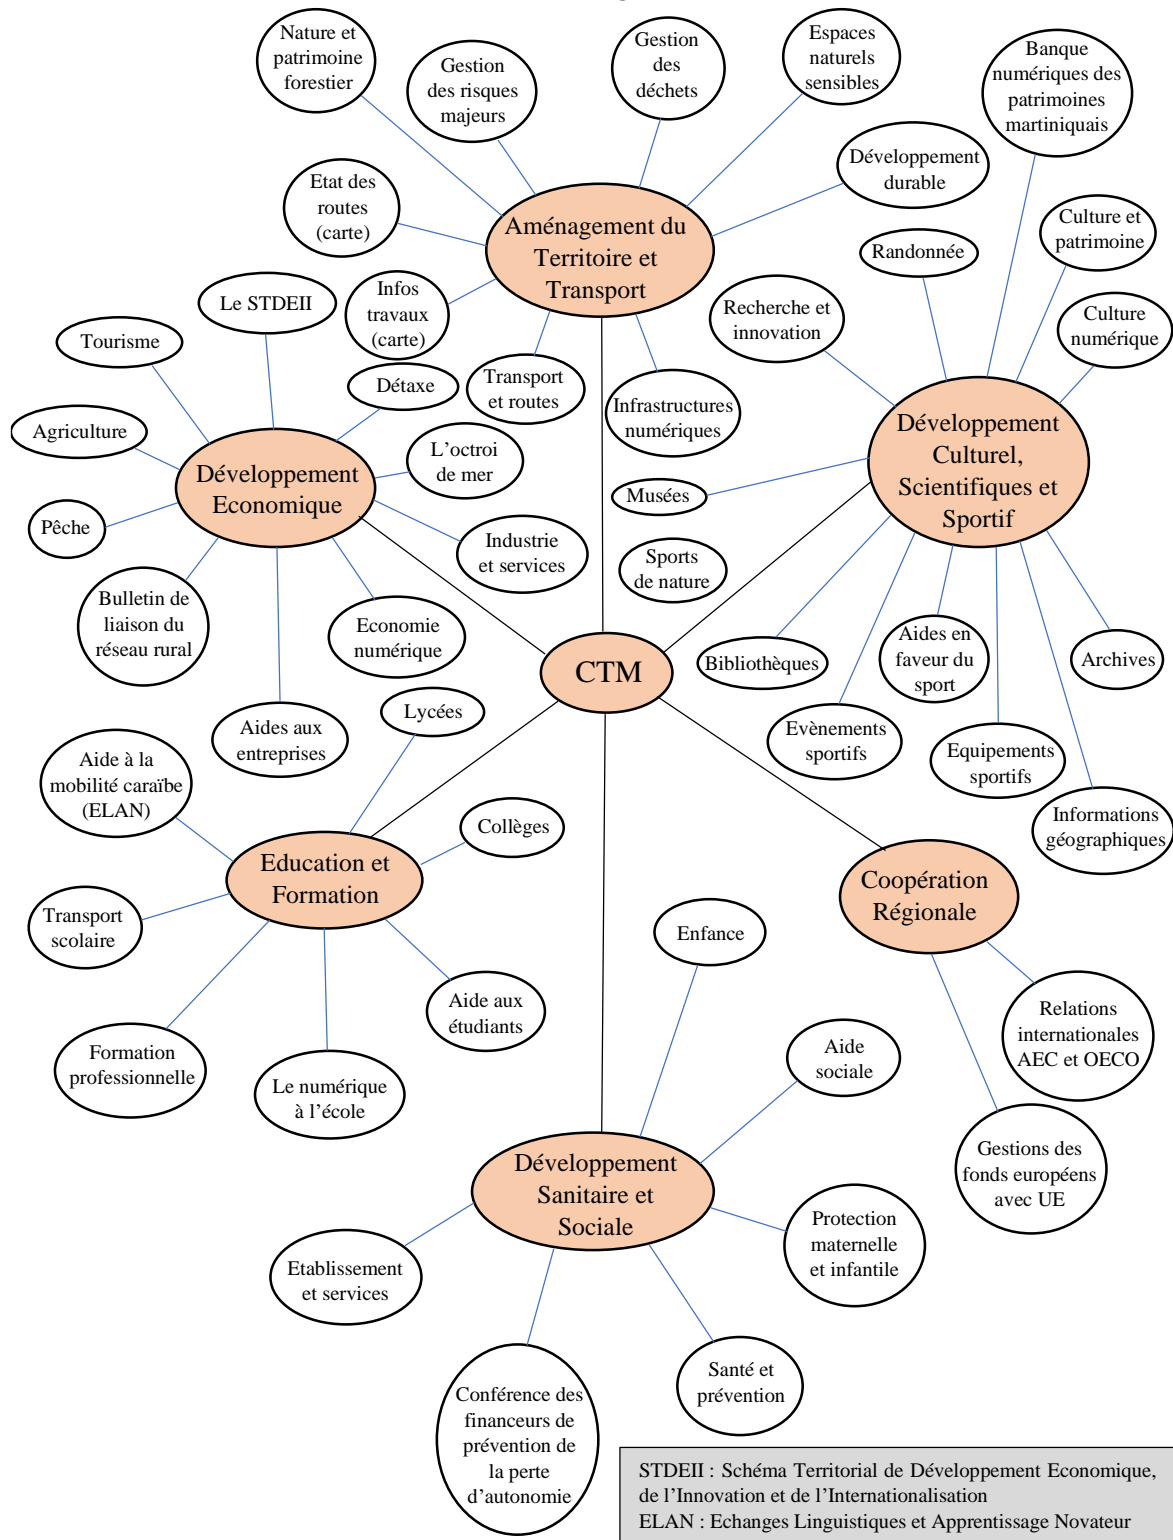 Nature et
patrimoine
forestier
Gestion
des risques
majeurs
Gestion
des
déchets
Espaces
naturels
sensibles
Banque
numériques des
patrimoines
martiniquais
Etat des
routes
(carte)
Développement
durable
Aménagement du
Territoire et
Transport
Randonnée
Culture et
patrimoine
Le STDEII
Infos
travaux
(carte)
Recherche et
innovation
Culture
numérique
Tourisme
Détaxe
Transport
et routes
Infrastructures
numériques
Agriculture
Développement
Economique
L'octroi
de mer
Développement
Culturel,
Scientifiques et
Sportif
Musées
Pêche
Industrie
et services
Sports
de nature
Bulletin de
liaison du
réseau rural
Economie
numérique
CTM
Bibliothèques
Aides en
faveur du
sport
Archives
Aides aux
entreprises
Lycées
Evènements
sportifs
Equipements
sportifs
Aide à la
mobilité caraïbe
(ELAN)
Collèges
Informations
géographiques
Education et
Formation
Coopération
Régionale
Transport
scolaire
Enfance
Aide aux
étudiants
Relations
internationales
AEC et OECO
Formation
professionnelle
Le numérique
à l'école
Aide
sociale
Gestions des
fonds européens
avec UE
Développement
Sanitaire et
Sociale
Protection
maternelle
et infantile
Etablissement
et services
Santé et
prévention
Conférence des
financeurs de
prévention de
la perte
d'autonomie
STDEII : Schéma Territorial de Développement Economique,
de l'Innovation et de l'Internationalisation
ELAN : Echanges Linguistiques et Apprentissage Novateur